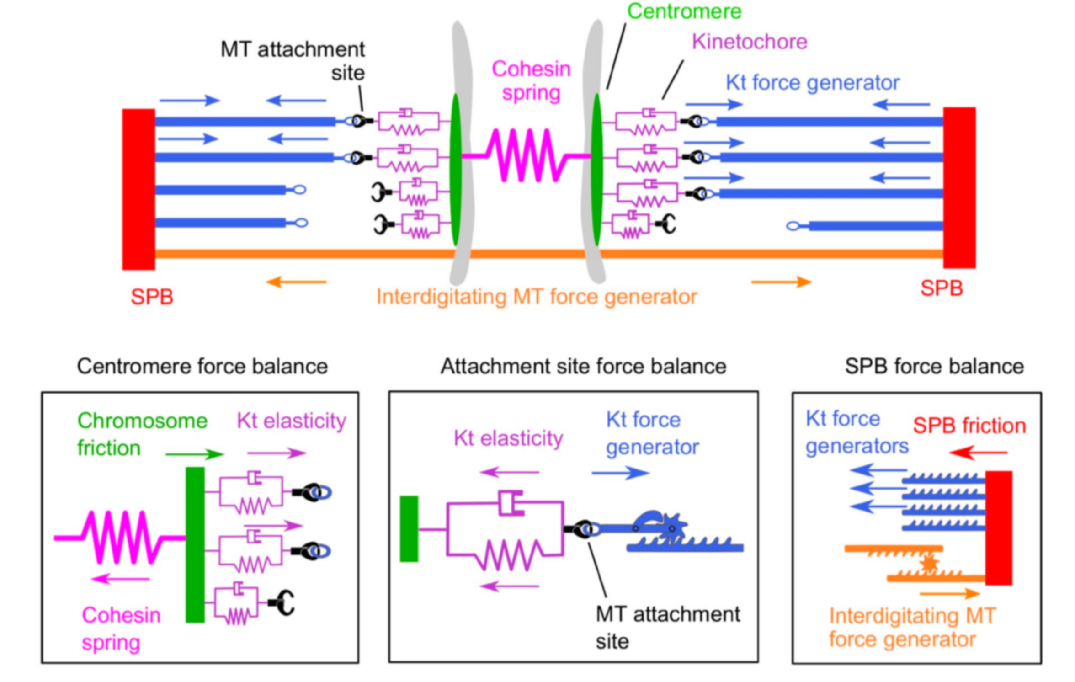 Centromere
MT attachment
site
Kinetochore
Cohesin
spring
Kt force generator
SPB
Interdigitating MT force generator
SPB
Centromere force balance
Attachment site force balance
SPB force balance
Chromosome
friction
Kt elasticity
Cohesin
spring
Kt elasticity
Kt force
generator
MT attachment
site
Kt force
generators
SPB friction
Interdigitating MT
force generator